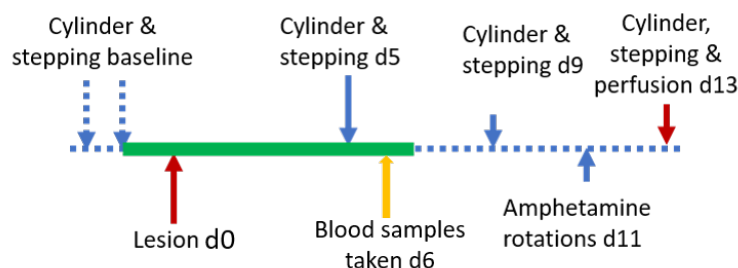 Cylinder &
stepping baseline
Cylinder &
stepping d5
Cylinder &
stepping d9
Cylinder,
stepping &
perfusion d13
Lesion d0
Blood samples
taken d6
Amphetamine
rotations d11